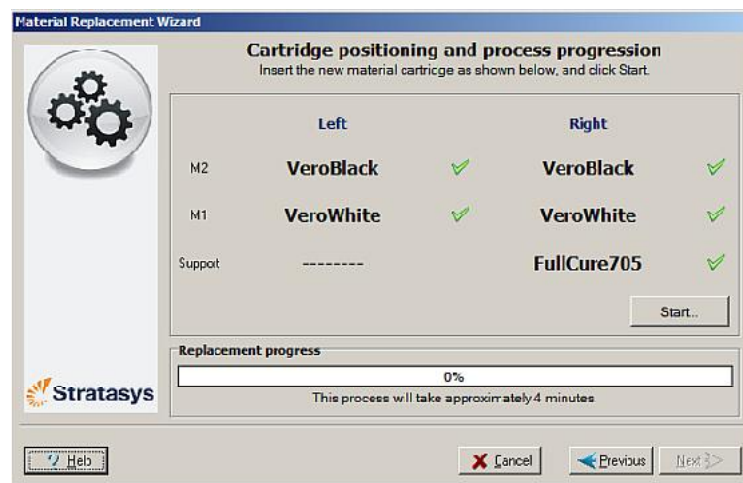 Material Replacement Wizard
Cartridge positioning and process progression
Insert the new material cartricge as shown below, and click Start.
Left Right
M2 VeroBlack VeroBlack
M1 VeroWhite VeroWhite
Support -------- FullCure705
Start..
Replacement progress
0%
This process will take approximately 4 minutes
Stratasys
? Help Cancel Previous Next